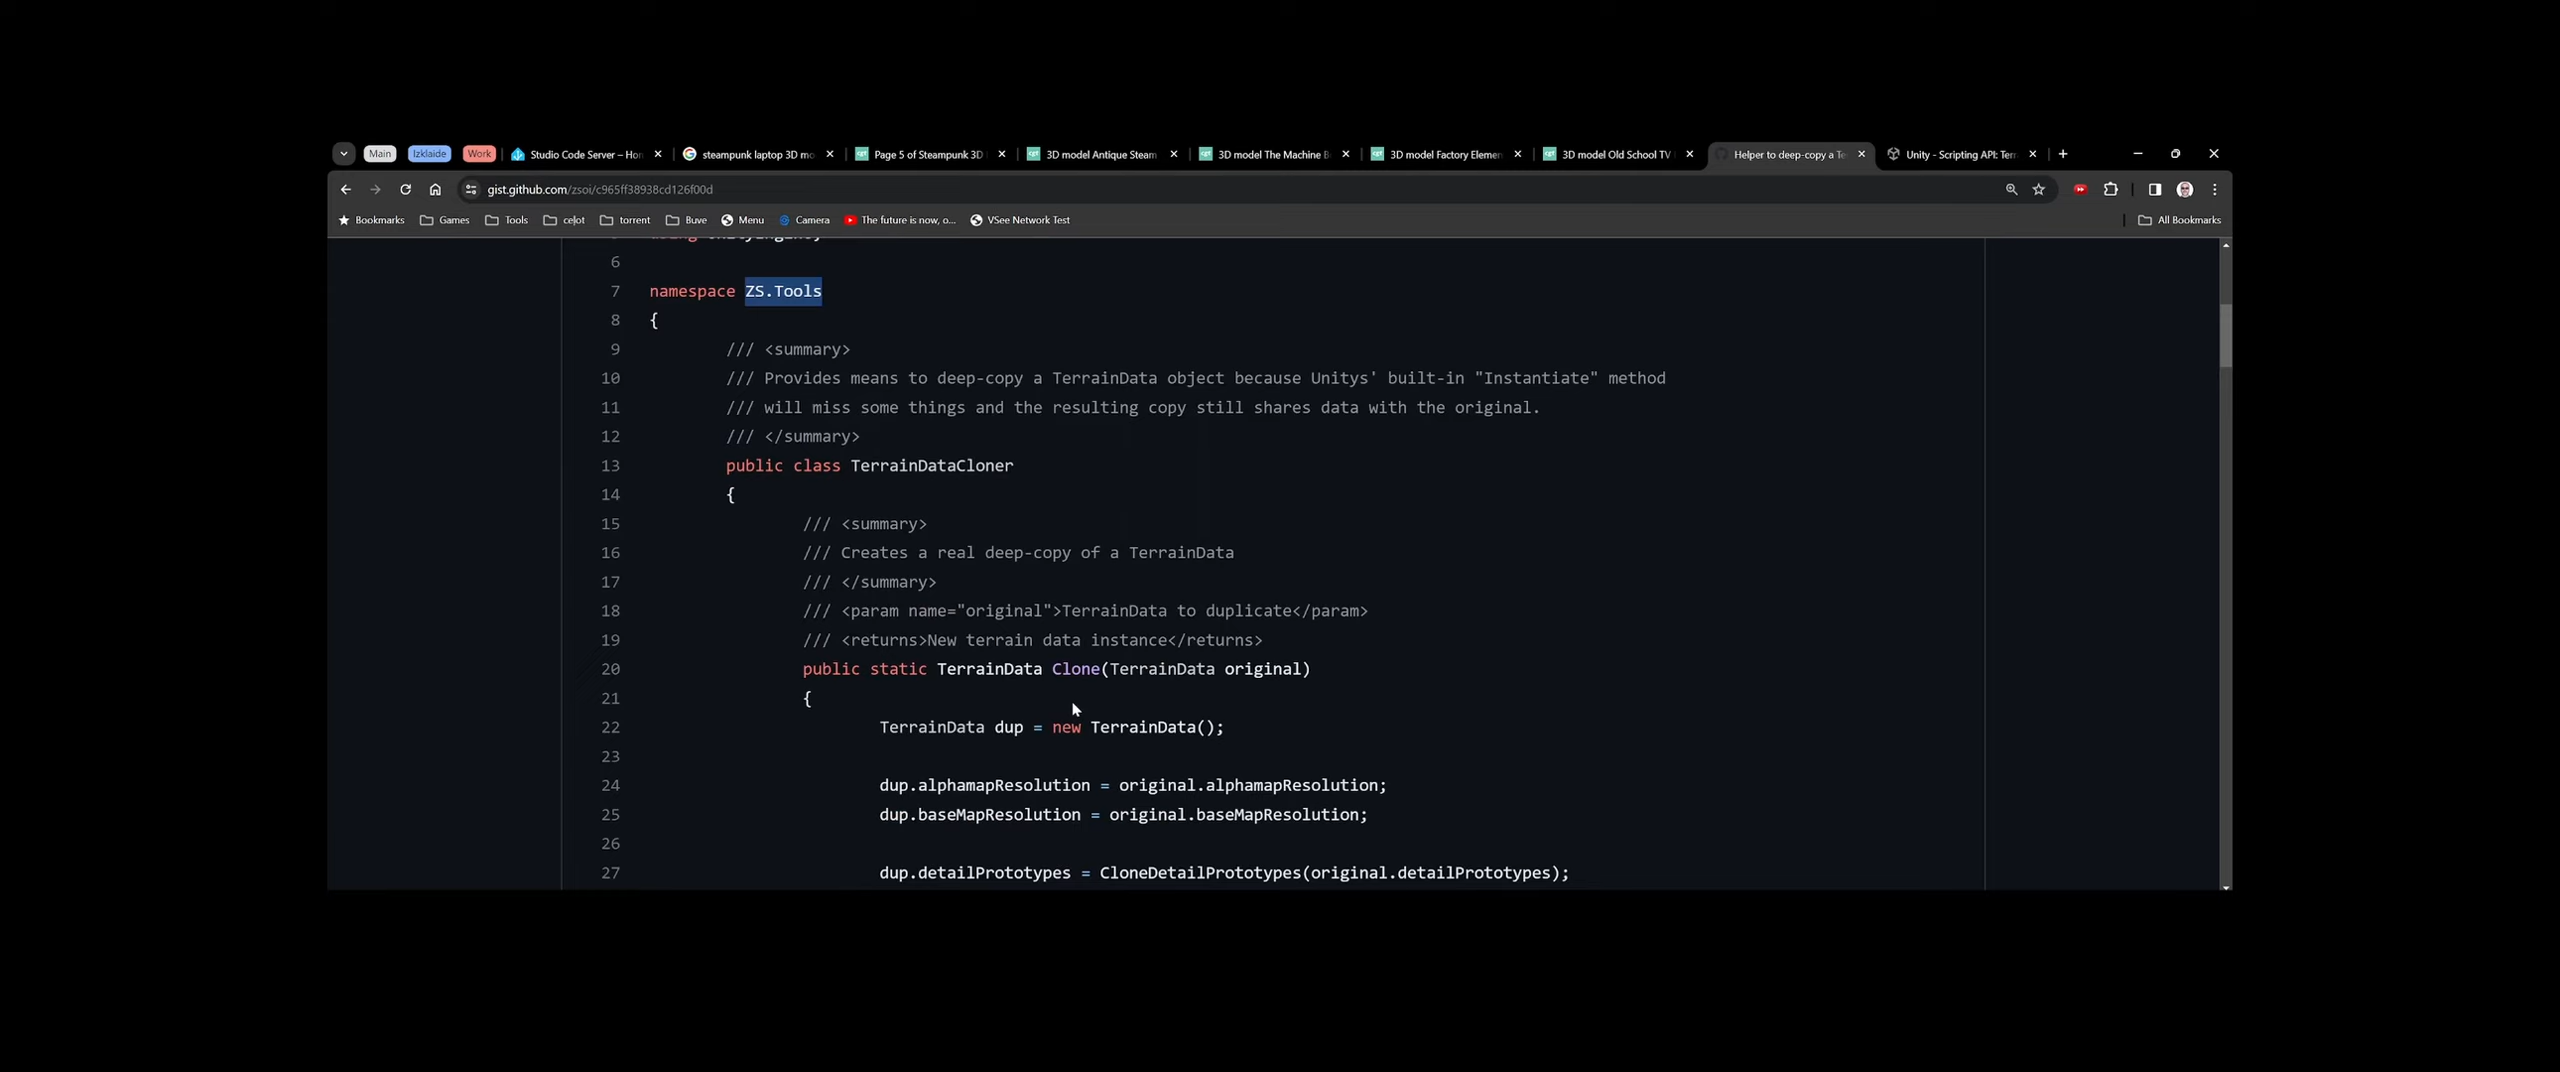 Main Izklaide Work Studio Code Server – Hon steampunk laptop 3D mo Page 5 of Steampunk 3D 3D model Antique Steam 3D model The Machine B 3D model Factory Elemen 3D model Old School TV Helper to deep-copy a Te Unity - Scripting API: Terr
gist.github.com/zsoi/c965ff38938cd126f00d
Bookmarks Games Tools ceļot torrent Buve Menu Camera The future is now, o... VSee Network Test All Bookmarks
6
7 namespace ZS.Tools
8 {
9 /// <summary>
10 /// Provides means to deep-copy a TerrainData object because Unitys' built-in "Instantiate" method
11 /// will miss some things and the resulting copy still shares data with the original.
12 /// </summary>
13 public class TerrainDataCloner
14 {
15 /// <summary>
16 /// Creates a real deep-copy of a TerrainData
17 /// </summary>
18 /// <param name="original">TerrainData to duplicate</param>
19 /// <returns>New terrain data instance</returns>
20 public static TerrainData Clone(TerrainData original)
21 {
22 TerrainData dup = new TerrainData();
23
24 dup.alphamapResolution = original.alphamapResolution;
25 dup.baseMapResolution = original.baseMapResolution;
26
27 dup.detailPrototypes = CloneDetailPrototypes(original.detailPrototypes);